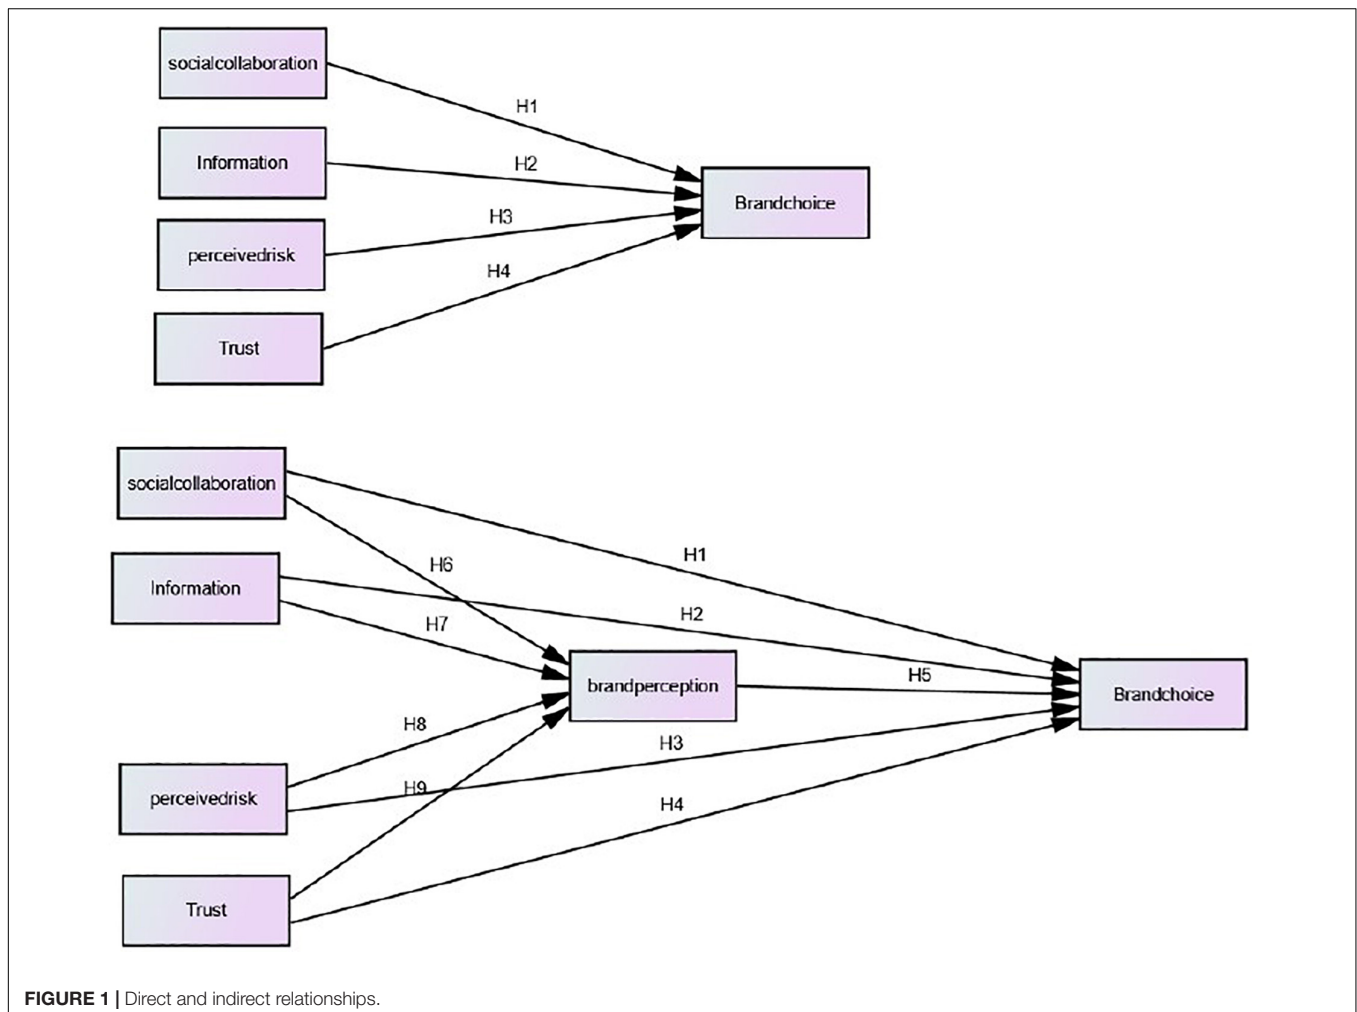 socialcollaboration
H1
Information
H2
Brandchoice
H3
perceivedrisk
H4
Trust
socialcollaboration
H1
H6
Information
H2
H7
H5
brandperception
Brandchoice
H8
H3
H9
perceivedrisk
H4
Trust
FIGURE 1 | Direct and indirect relationships.